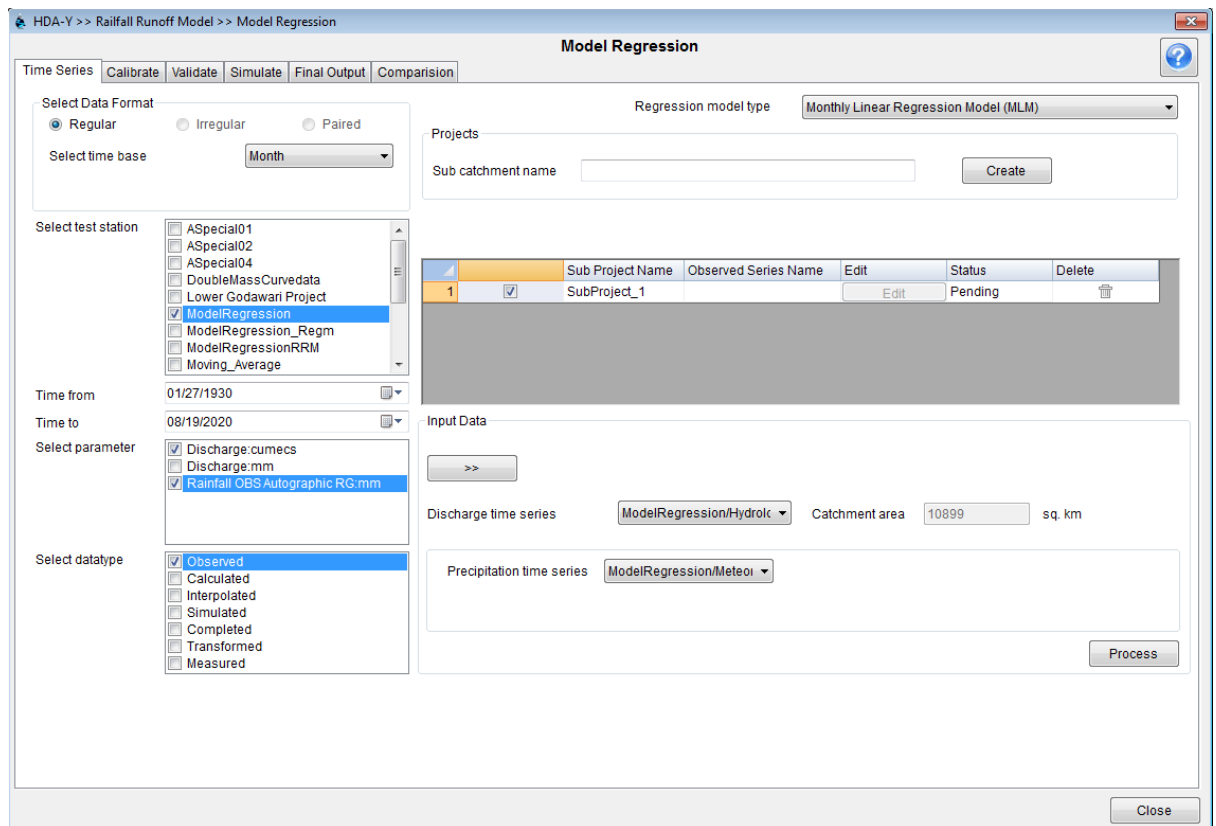 HDA-Y >> Railfall Runoff Model >> Model Regression
Model Regression
Time Series Calibrate Validate Simulate Final Output Comparision
Select Data Format
Regular Irregular Paired
Select time base Month
Regression model type Monthly Linear Regression Model (MLM)
Projects
Sub catchment name Create
Select test station
ASpecial01
ASpecial02
ASpecial04
DoubleMassCurvedata
Lower Godawari Project
ModelRegression
ModelRegression_Regm
ModelRegressionRRM
Moving_Average
Sub Project Name Observed Series Name Edit Status Delete
1 SubProject_1 Edit Pending
Time from 01/27/1930
Time to 08/19/2020
Select parameter
Discharge:cumecs
Discharge:mm
Rainfall OBS Autographic RG:mm
Select datatype
Observed
Calculated
Interpolated
Simulated
Completed
Transformed
Measured
Input Data
>>
Discharge time series ModelRegression/Hydrolc Catchment area 10899 sq. km
Precipitation time series ModelRegression/Meteor
Process
Close